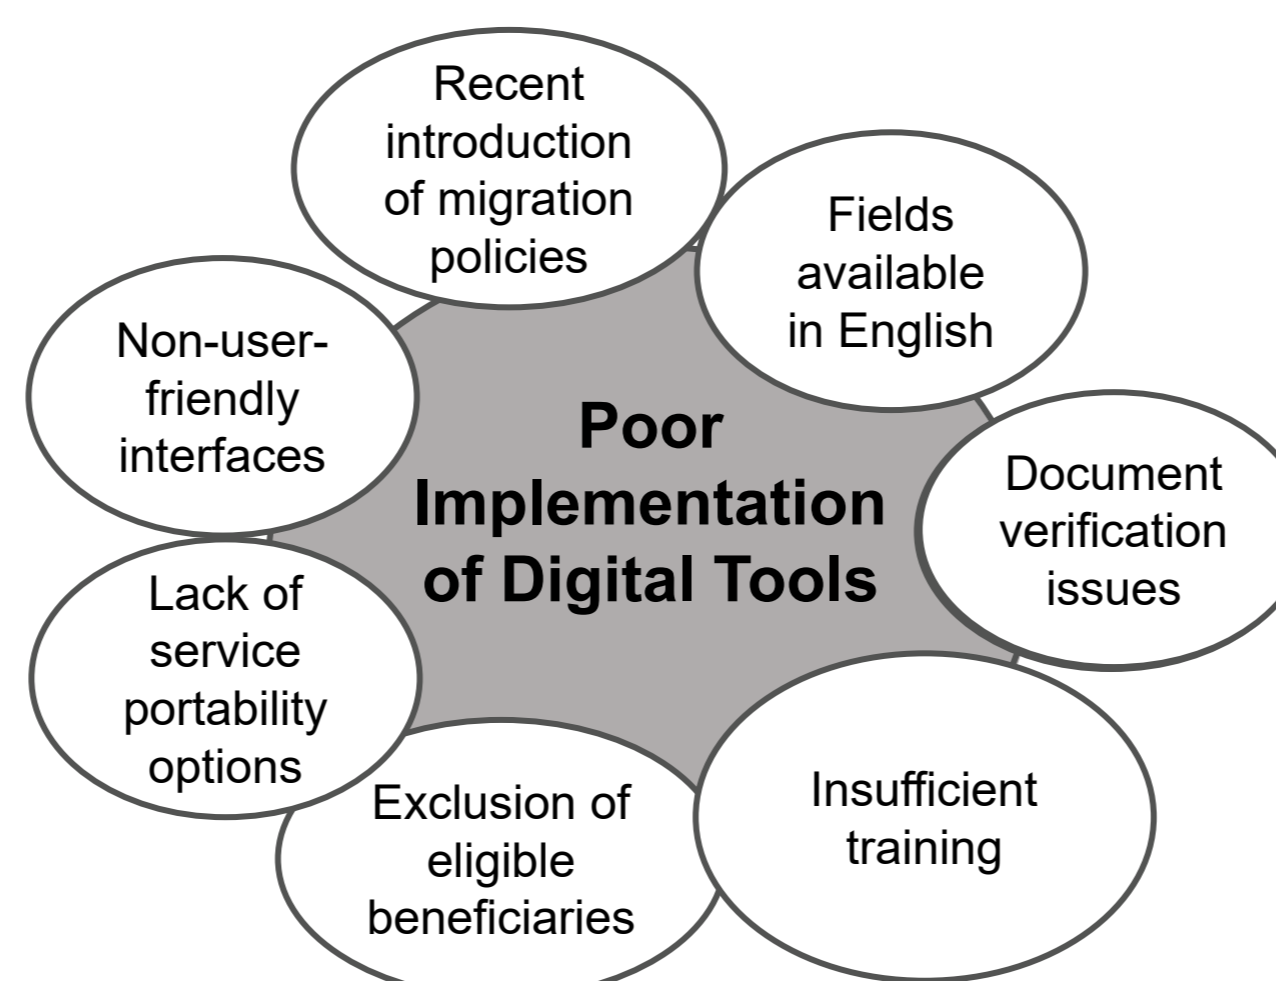 Recent
introduction
of migration
policies
Fields
available
in English
Non-user-
friendly
interfaces
Poor
Implementation
of Digital Tools
Document
verification
issues
Lack of
service
portability
options
Exclusion of
eligible
beneficiaries
Insufficient
training